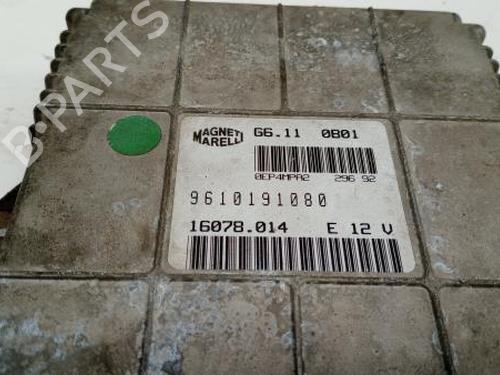 B-PARTS
MAGNETI MARELLI G6.11 0B01
0EP4MPA2 296 92
9610191080
16078.014 E 12 V